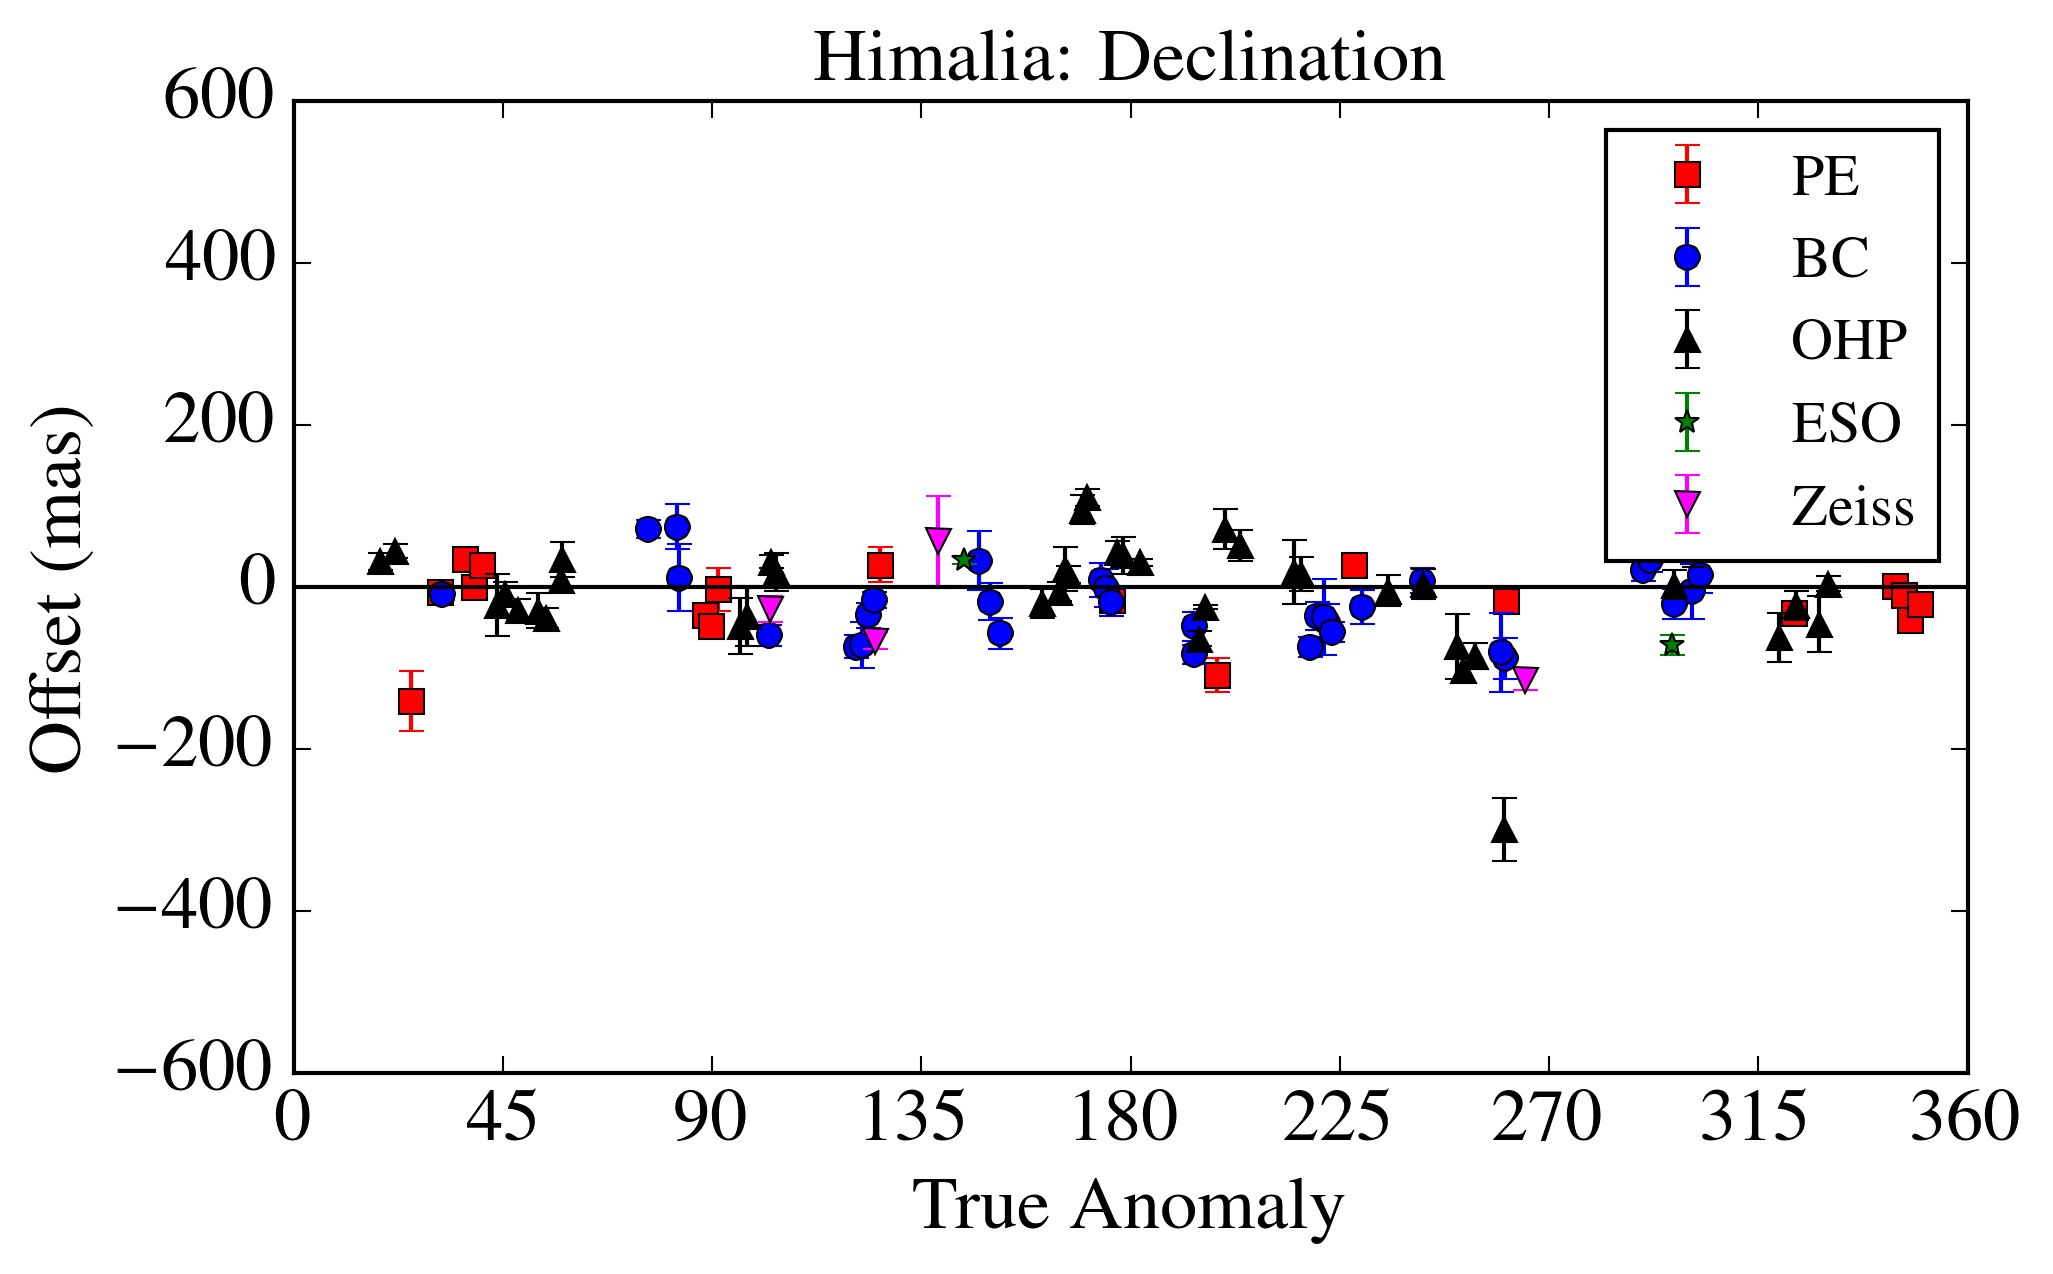 Himalia: Declination
600
400
200
0
−200
−400
−600
Offset (mas)
PE
BC
OHP
ESO
Zeiss
0 45 90 135 180 225 270 315 360
True Anomaly